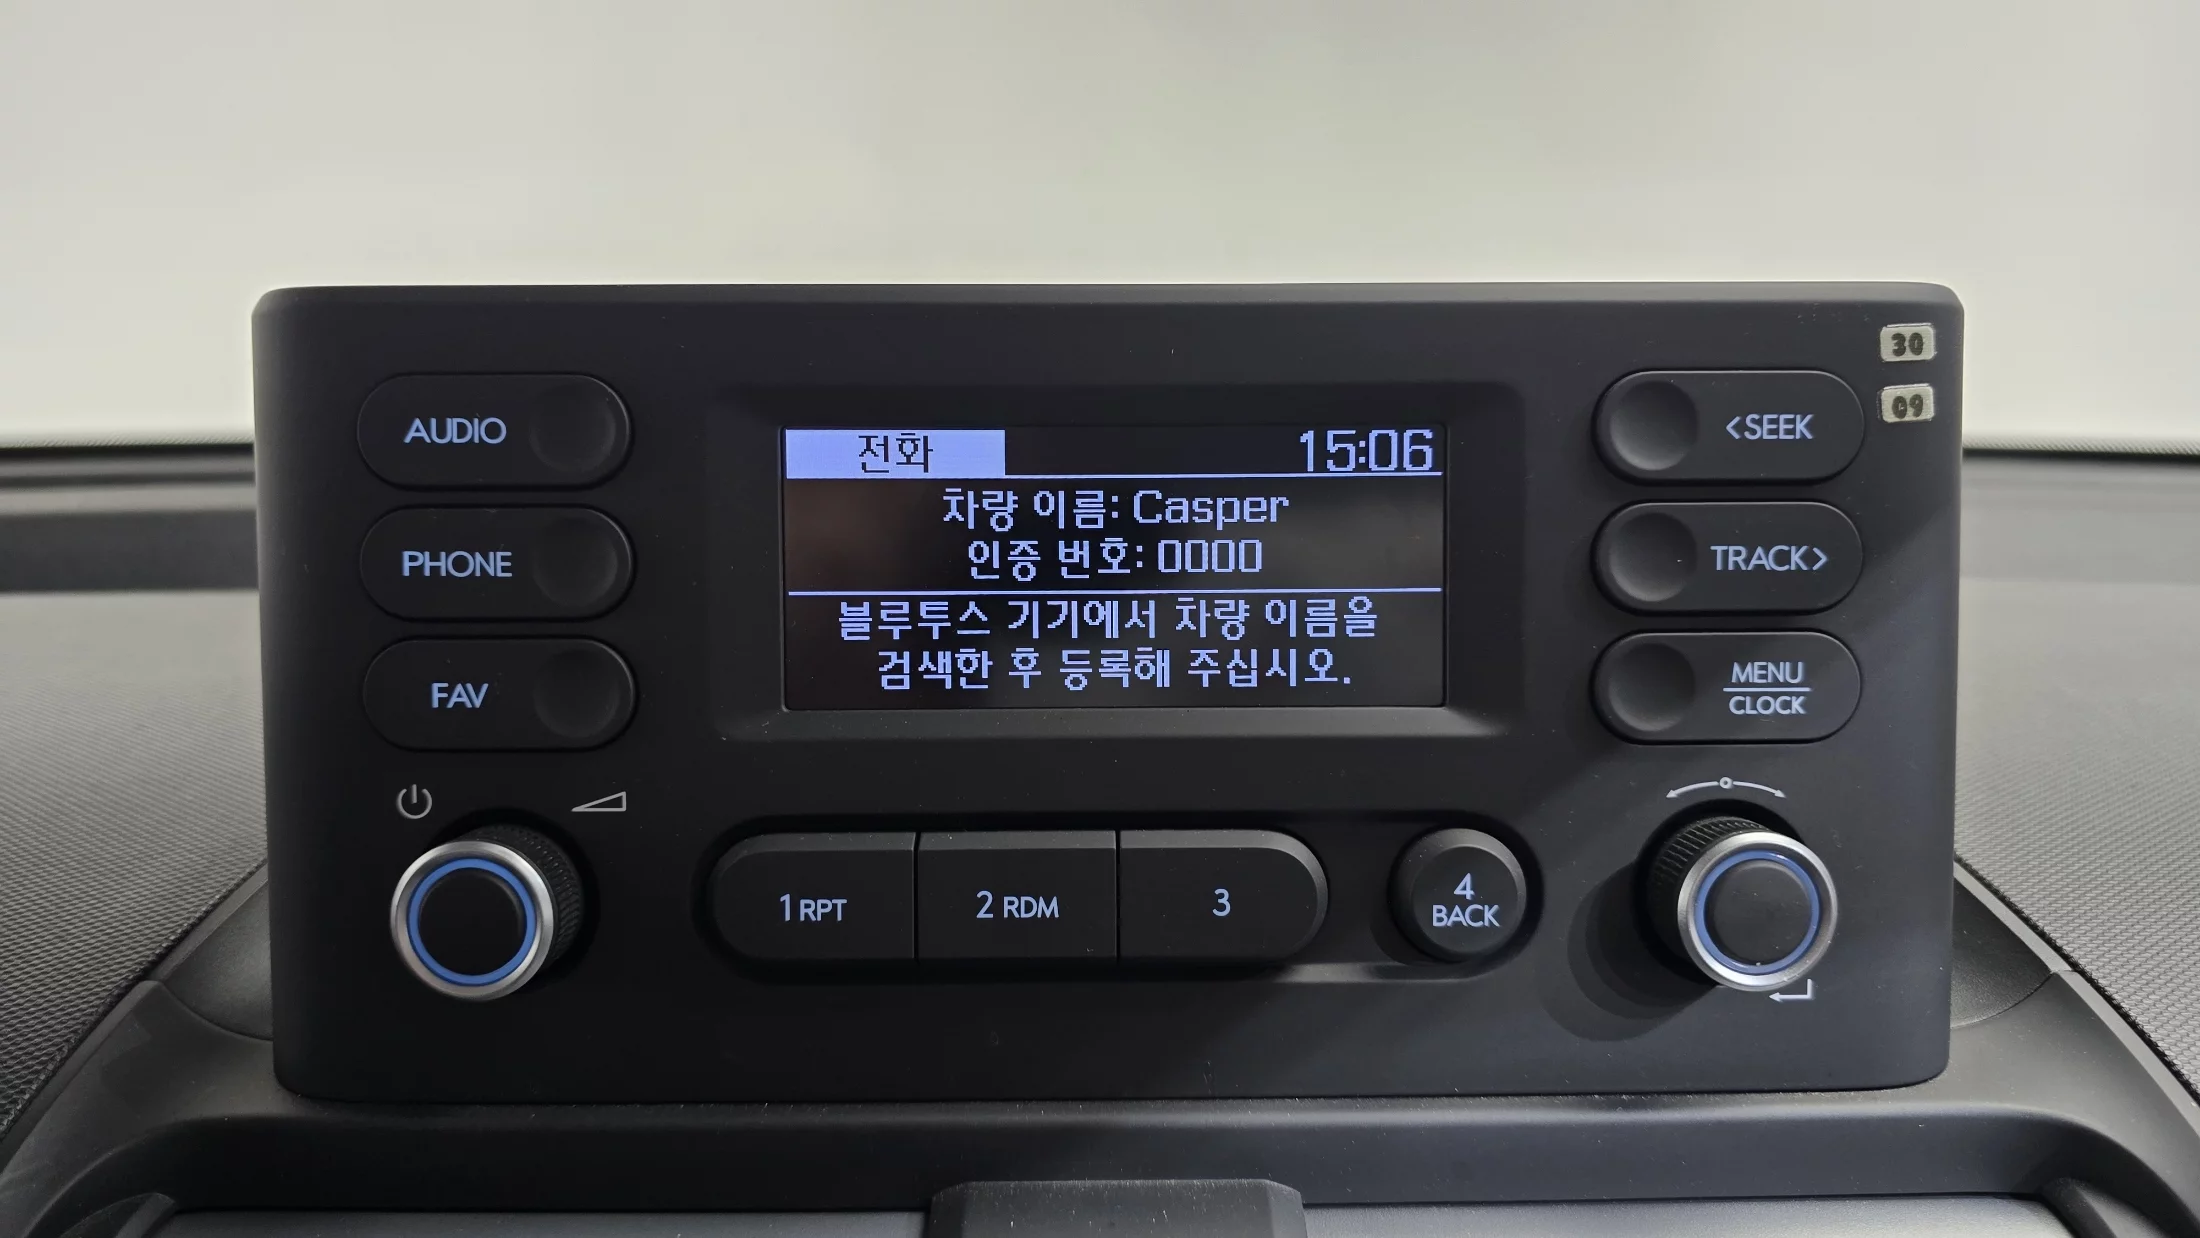 30
09
AUDIO
PHONE
FAV
전화
15:06
차량 이름: Casper
인증 번호: 0000
블루투스 기기에서 차량 이름을
검색한 후 등록해 주십시오.
<SEEK
TRACK>
MENU
CLOCK
1 RPT
2 RDM
3
4
BACK